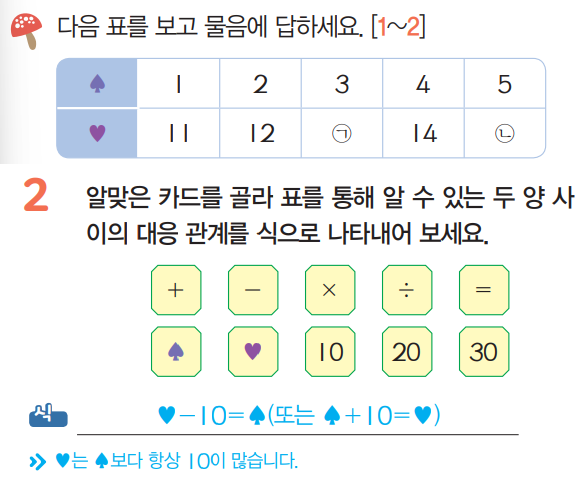 다음 표를 보고 물음에 답하세요. [1~2]
♠ 1 2 3 4 5
♥ 11 12 ㉠ 14 ㉡
2 알맞은 카드를 골라 표를 통해 알 수 있는 두 양 사
이의 대응 관계를 식으로 나타내어 보세요.
+ − × ÷ =
♠ ♥ 10 20 30
식 ♥−10=♠(또는 ♠+10=♥)
» ♥는 ♠보다 항상 10이 많습니다.